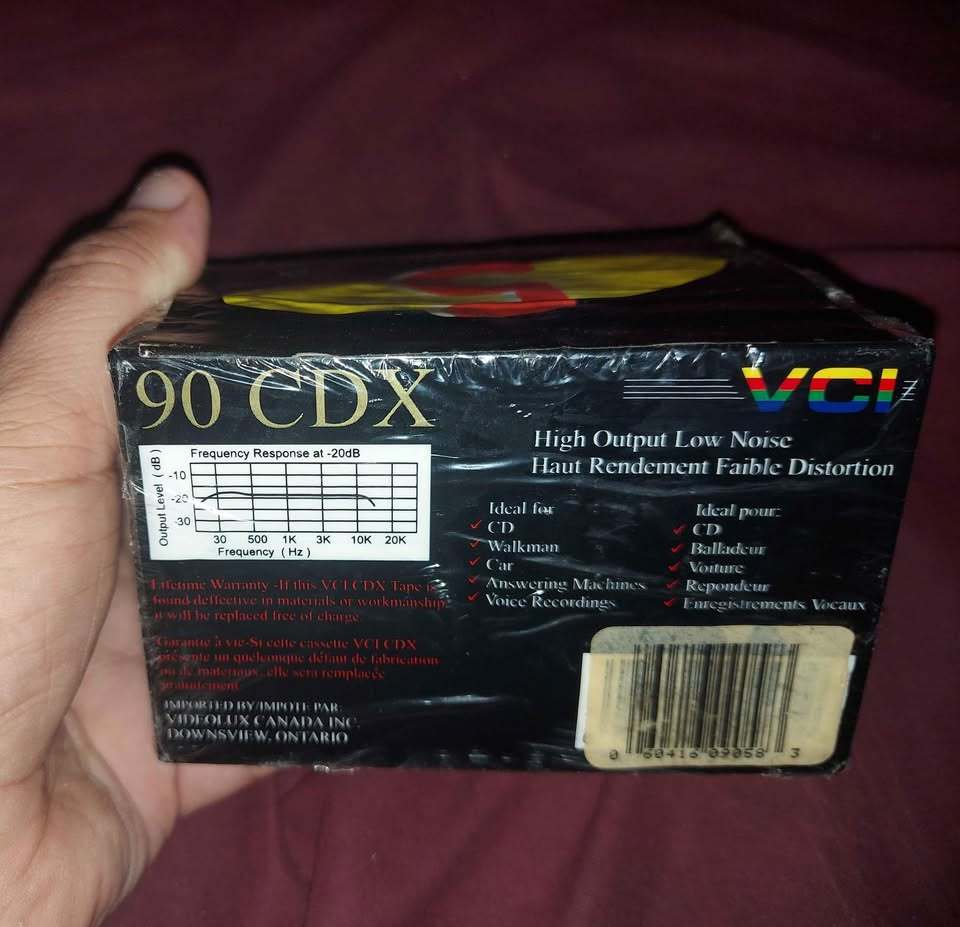 90 CDX
VCI
High Output Low Noise
Haut Rendement Faible Distortion
Frequency Response at -20dB
Output Level (dB)
-10
-20
-30
30 500 1K 3K 10K 20K
Frequency (Hz)
Ideal for
CD
Walkman
Car
Answering Machines
Voice Recordings
Ideal pour:
CD
Balladeur
Voiture
Repondeur
Enregistrements Vocaux
Lifetime Warranty -If this VCI CDX Tape is
found deffective in materials or workmanship,
it will be replaced free of charge.
Garantie à vie-Si cette cassette VCI CDX
présente un quelconque défaut de fabrication
ou de materiaux, elle sera remplacée
gratuitement
IMPORTED BY/IMPOTE PAR:
VIDEOLUX CANADA INC.
DOWNSVIEW, ONTARIO
0 60416 09058 3